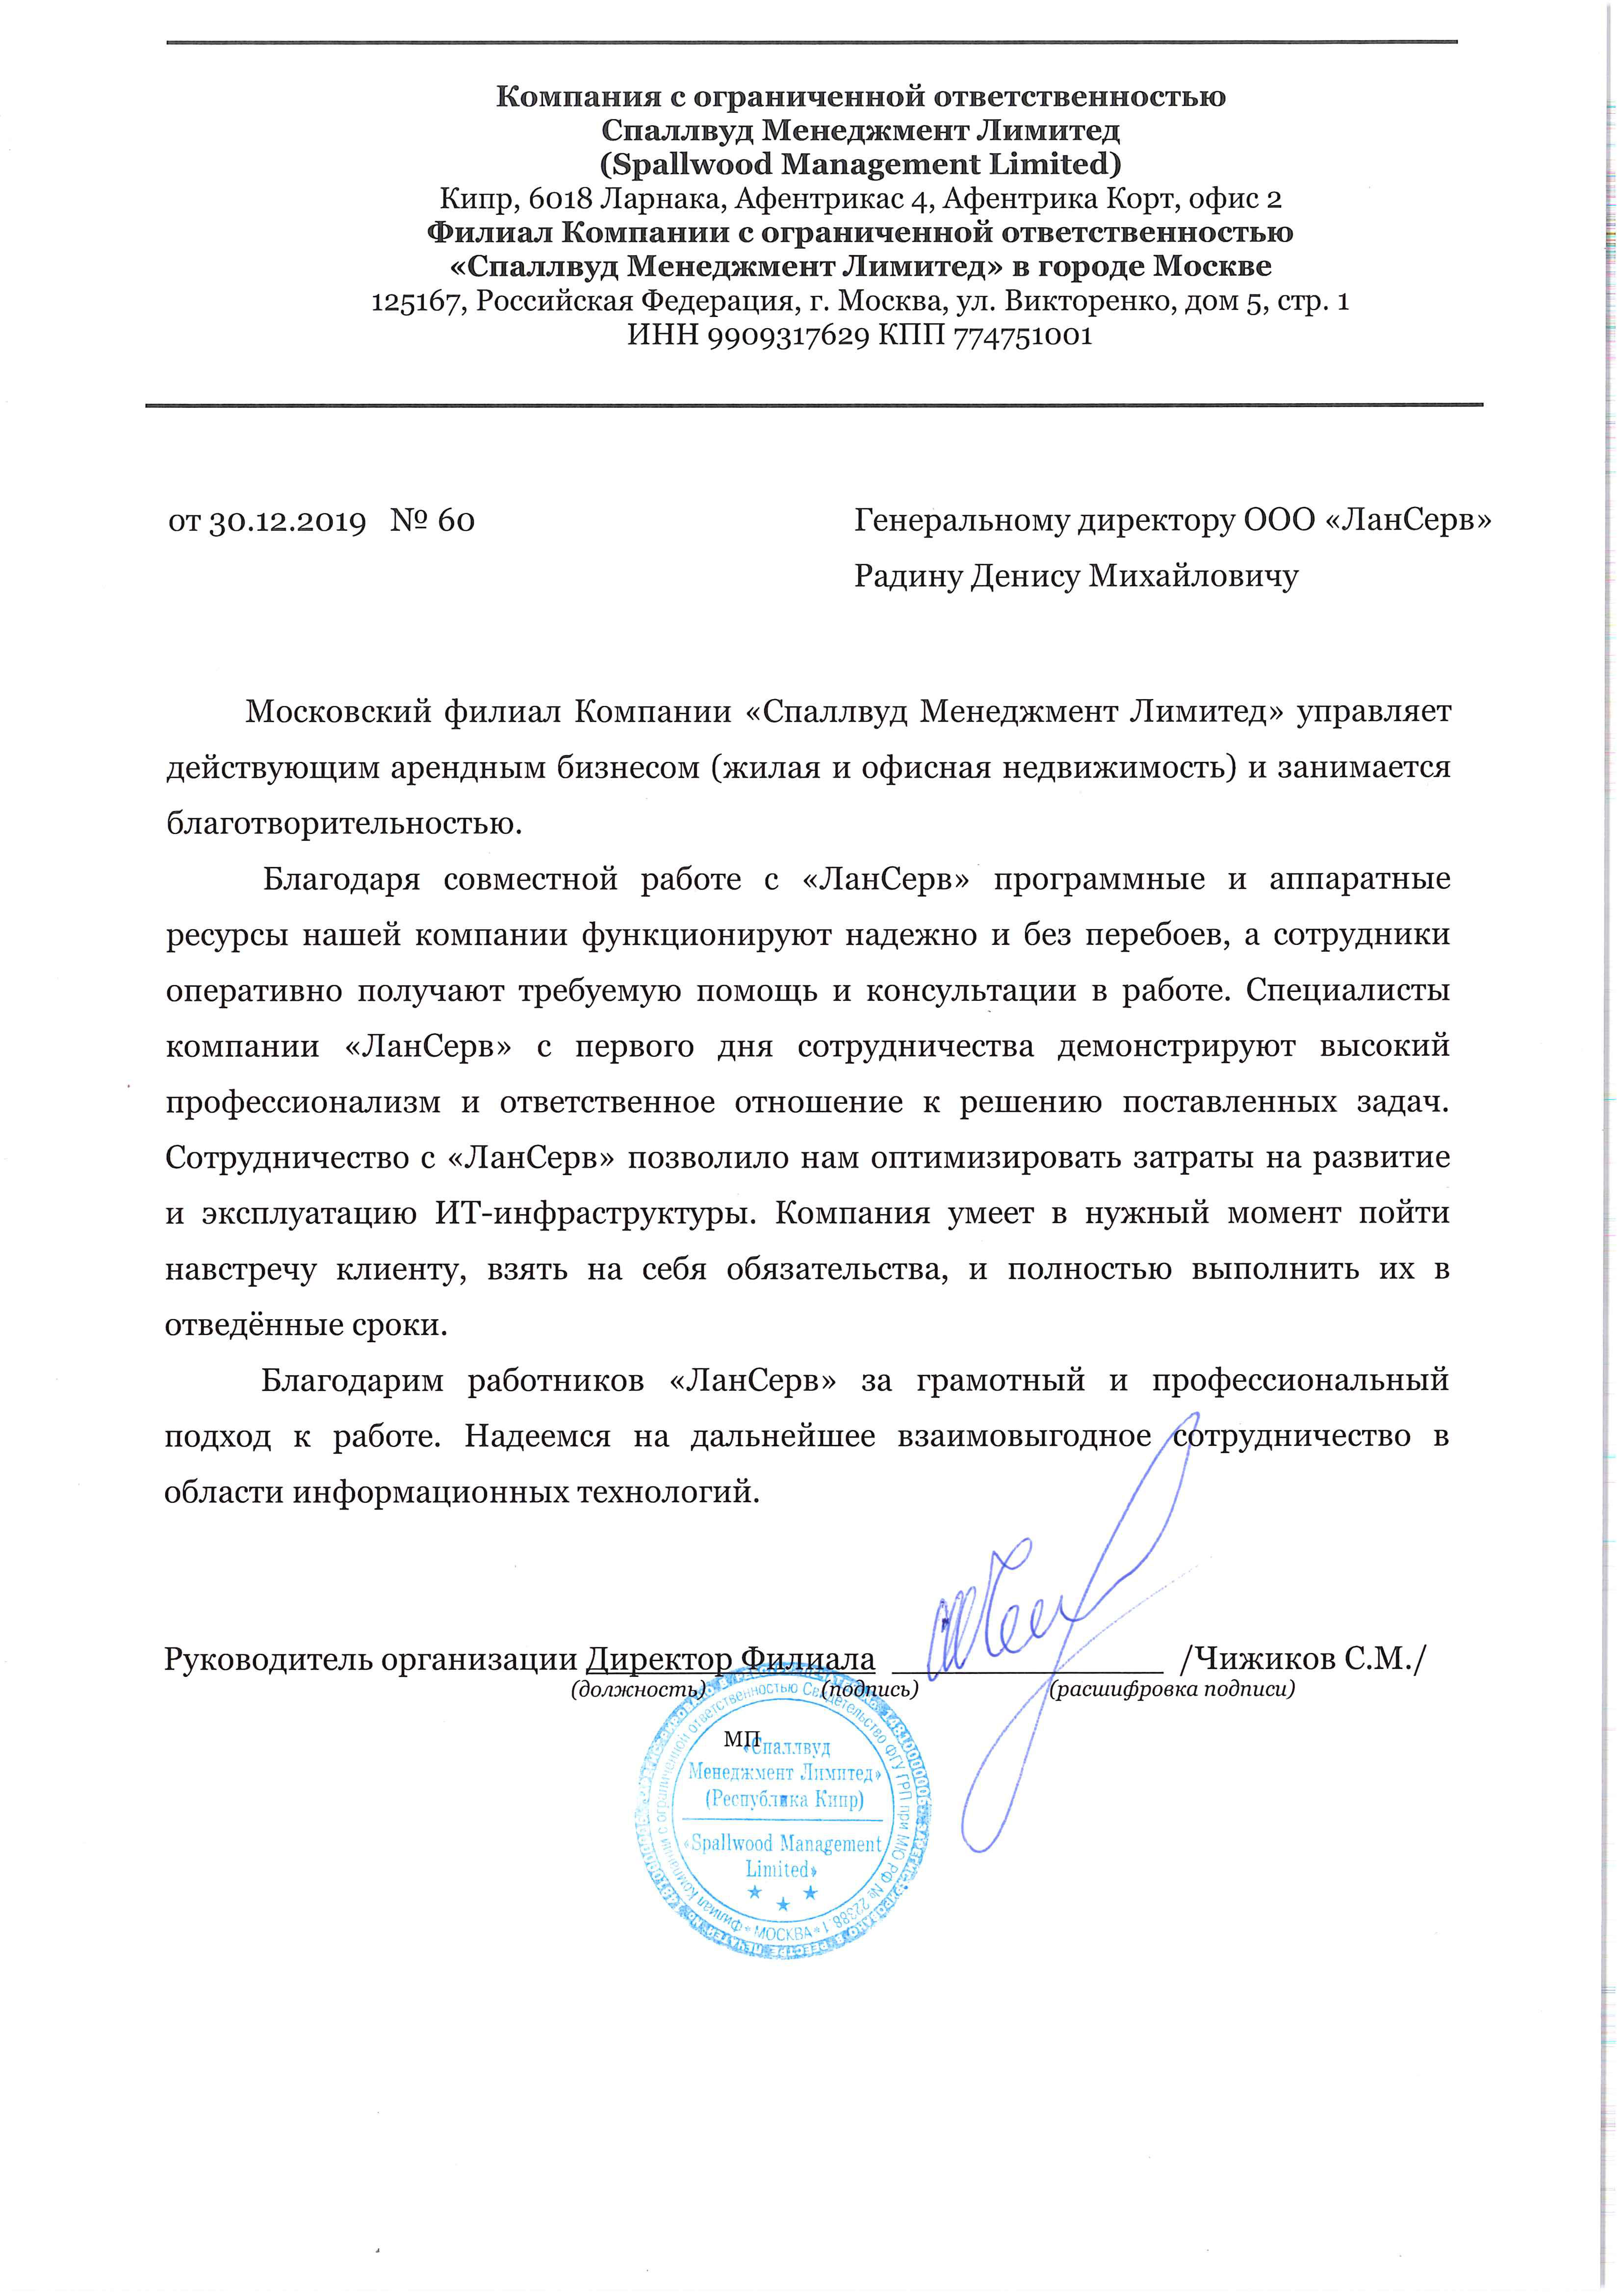 Компания с ограниченной ответственностью
Спаллвуд Менеджмент Лимитед
(Spallwood Management Limited)
Кипр, 6018 Ларнака, Афентрикас 4, Афентрика Корт, офис 2
Филиал Компании с ограниченной ответственностью
«Спаллвуд Менеджмент Лимитед» в городе Москве
125167, Российская Федерация, г. Москва, ул. Викторенко, дом 5, стр. 1
ИНН 9909317629 КПП 774751001
от 30.12.2019 № 60
Генеральному директору ООО «ЛанСерв»
Радину Денису Михайловичу
Московский филиал Компании «Спаллвуд Менеджмент Лимитед» управляет
действующим арендным бизнесом (жилая и офисная недвижимость) и занимается
благотворительностью.
Благодаря совместной работе с «ЛанСерв» программные и аппаратные
ресурсы нашей компании функционируют надежно и без перебоев, а сотрудники
оперативно получают требуемую помощь и консультации в работе. Специалисты
компании «ЛанСерв» с первого дня сотрудничества демонстрируют высокий
профессионализм и ответственное отношение к решению поставленных задач.
Сотрудничество с «ЛанСерв» позволило нам оптимизировать затраты на развитие
и эксплуатацию ИТ-инфраструктуры. Компания умеет в нужный момент пойти
навстречу клиенту, взять на себя обязательства, и полностью выполнить их в
отведённые сроки.
Благодарим работников «ЛанСерв» за грамотный и профессиональный
подход к работе. Надеемся на дальнейшее взаимовыгодное сотрудничество в
области информационных технологий.
Руководитель организации Директор Филиала /Чижиков С.М./
(должность) (подпись) (расшифровка подписи)
МП
«Спаллвуд
Менеджмент Лимитед»
(Республика Кипр)
«Spallwood Management
Limited»
Филиал Компании с ограниченной ответственностью Свидетельство ФГУ ГРП при МЮ РФ № 22388.1
* МОСКВА *